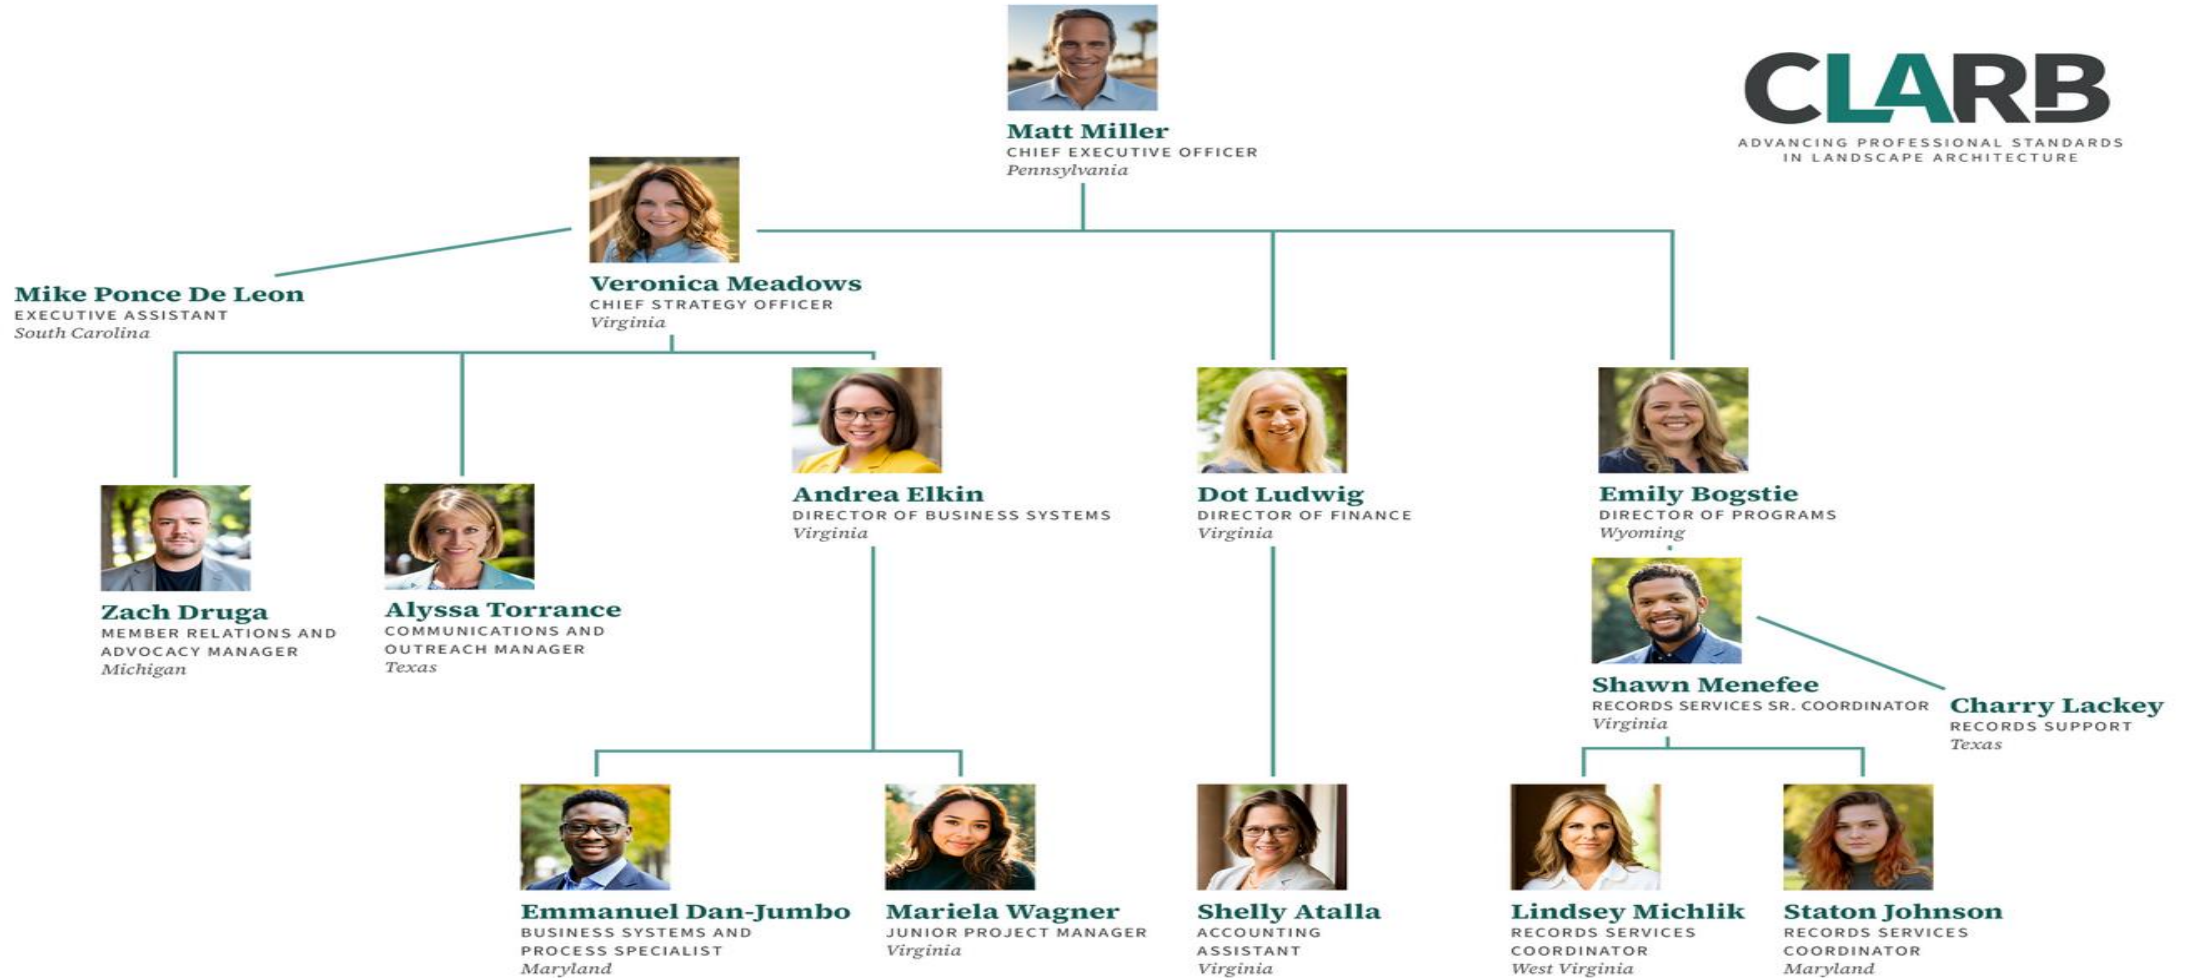 Matt Miller
CHIEF EXECUTIVE OFFICER
Pennsylvania
CLARB
ADVANCING PROFESSIONAL STANDARDS
IN LANDSCAPE ARCHITECTURE
Veronica Meadows
CHIEF STRATEGY OFFICER
Virginia
Mike Ponce De Leon
EXECUTIVE ASSISTANT
South Carolina
Andrea Elkin
DIRECTOR OF BUSINESS SYSTEMS
Virginia
Dot Ludwig
DIRECTOR OF FINANCE
Virginia
Emily Bogstie
DIRECTOR OF PROGRAMS
Wyoming
Zach Druga
MEMBER RELATIONS AND
ADVOCACY MANAGER
Michigan
Alyssa Torrance
COMMUNICATIONS AND
OUTREACH MANAGER
Texas
Shawn Menefee
RECORDS SERVICES SR. COORDINATOR
Virginia
Charry Lackey
RECORDS SUPPORT
Texas
Emmanuel Dan-Jumbo
BUSINESS SYSTEMS AND
PROCESS SPECIALIST
Maryland
Mariela Wagner
JUNIOR PROJECT MANAGER
Virginia
Shelly Atalla
ACCOUNTING
ASSISTANT
Virginia
Lindsey Michlik
RECORDS SERVICES
COORDINATOR
West Virginia
Staton Johnson
RECORDS SERVICES
COORDINATOR
Maryland